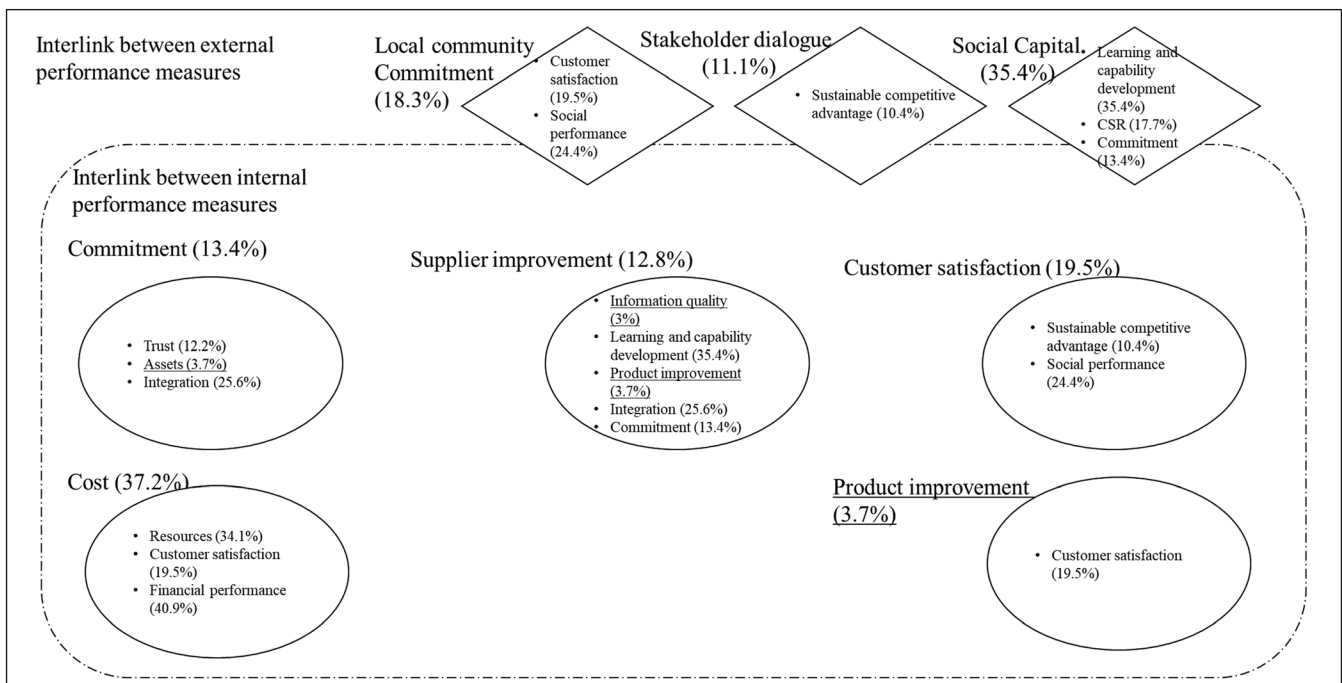 Interlink between external
performance measures
Local community
Commitment
(18.3%)
• Customer
satisfaction
(19.5%)
• Social
performance
(24.4%)
Stakeholder dialogue
(11.1%)
• Sustainable competitive
advantage (10.4%)
Social Capital
(35.4%)
• Learning and
capability
development
(35.4%)
• CSR (17.7%)
• Commitment
(13.4%)
Interlink between internal
performance measures
Commitment (13.4%)
• Trust (12.2%)
• Assets (3.7%)
• Integration (25.6%)
Supplier improvement (12.8%)
• Information quality
(3%)
• Learning and capability
development (35.4%)
• Product improvement
(3.7%)
• Integration (25.6%)
• Commitment (13.4%)
Customer satisfaction (19.5%)
• Sustainable competitive
advantage (10.4%)
• Social performance
(24.4%)
Cost (37.2%)
• Resources (34.1%)
• Customer satisfaction
(19.5%)
• Financial performance
(40.9%)
Product improvement
(3.7%)
• Customer satisfaction
(19.5%)